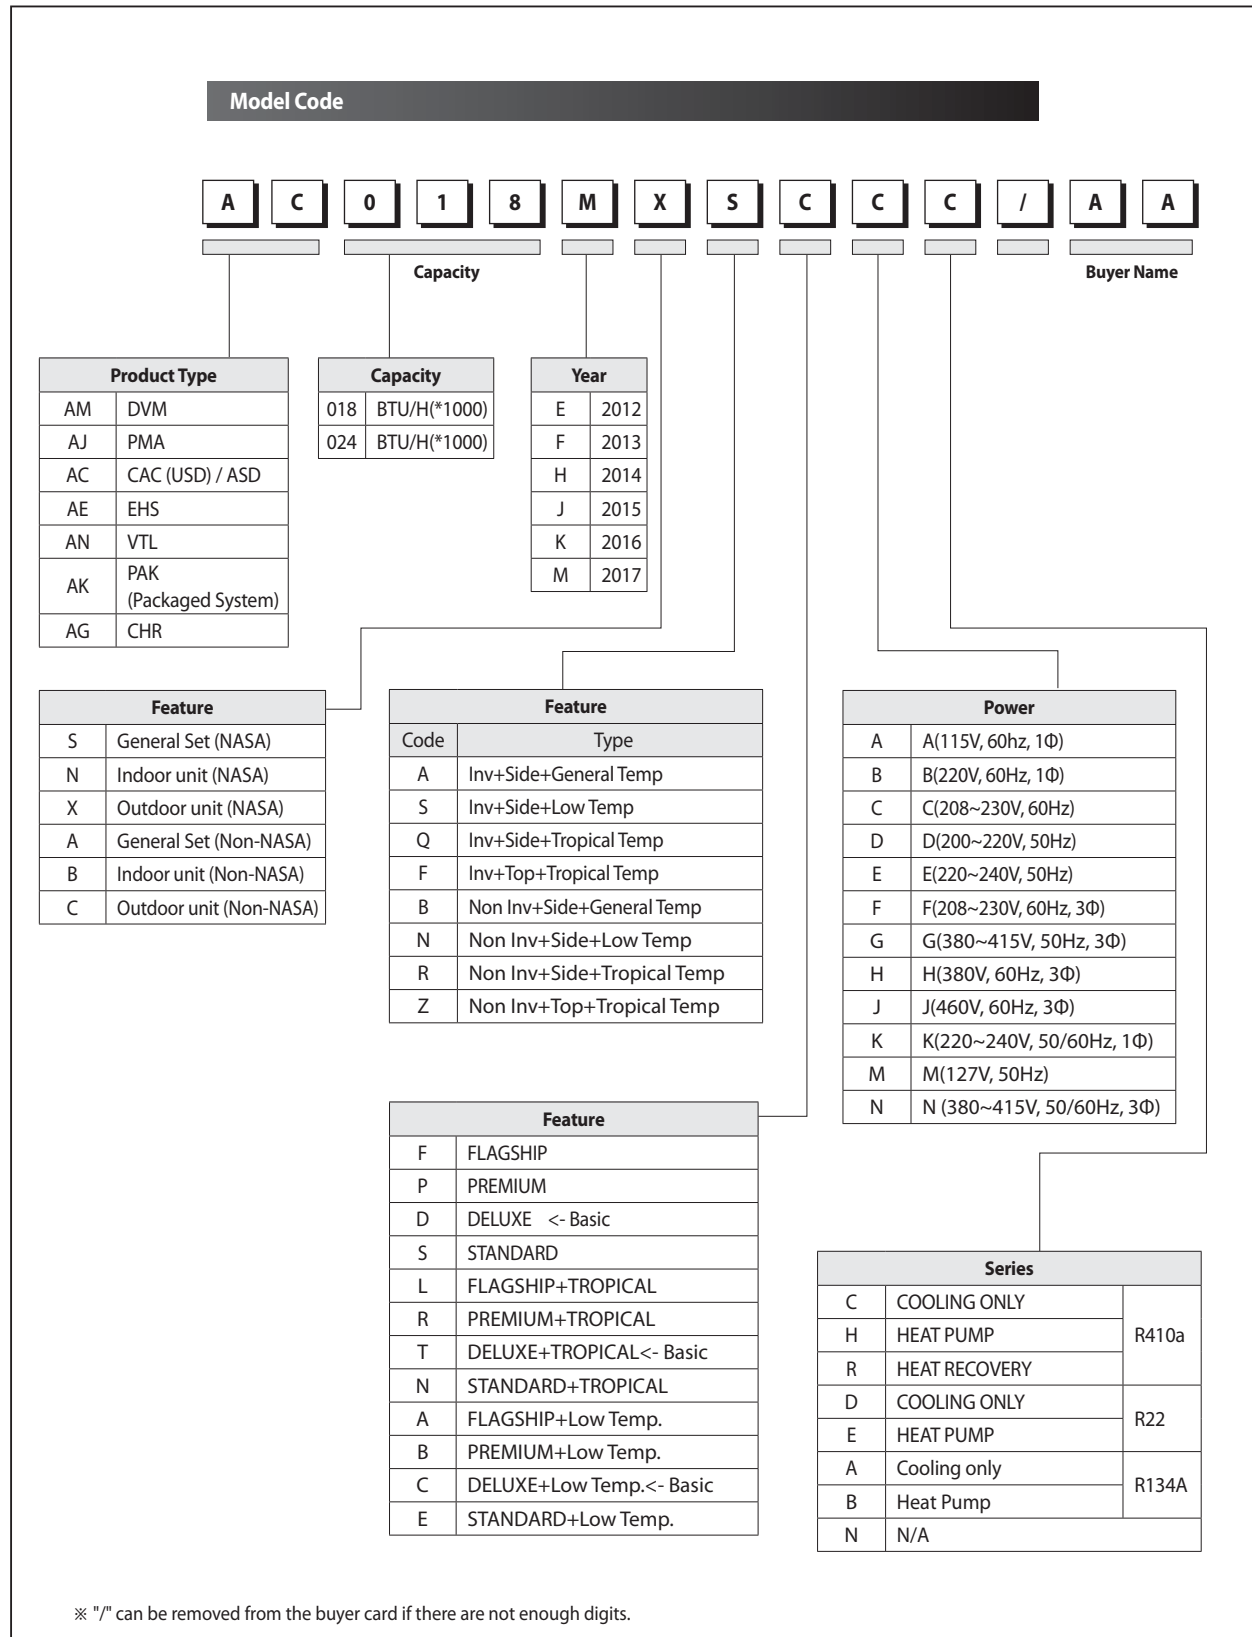 Model Code
A C 0 1 8 M X S C C C / A A
Capacity
Buyer Name
Product Type
AM DVM
AJ PMA
AC CAC (USD) / ASD
AE EHS
AN VTL
AK PAK
(Packaged System)
AG CHR
Capacity
018 BTU/H(*1000)
024 BTU/H(*1000)
Year
E 2012
F 2013
H 2014
J 2015
K 2016
M 2017
Feature
S General Set (NASA)
N Indoor unit (NASA)
X Outdoor unit (NASA)
A General Set (Non-NASA)
B Indoor unit (Non-NASA)
C Outdoor unit (Non-NASA)
Feature
Code Type
A Inv+Side+General Temp
S Inv+Side+Low Temp
Q Inv+Side+Tropical Temp
F Inv+Top+Tropical Temp
B Non Inv+Side+General Temp
N Non Inv+Side+Low Temp
R Non Inv+Side+Tropical Temp
Z Non Inv+Top+Tropical Temp
Power
A A(115V, 60hz, 1Φ)
B B(220V, 60Hz, 1Φ)
C C(208~230V, 60Hz)
D D(200~220V, 50Hz)
E E(220~240V, 50Hz)
F F(208~230V, 60Hz, 3Φ)
G G(380~415V, 50Hz, 3Φ)
H H(380V, 60Hz, 3Φ)
J J(460V, 60Hz, 3Φ)
K K(220~240V, 50/60Hz, 1Φ)
M M(127V, 50Hz)
N N (380~415V, 50/60Hz, 3Φ)
Feature
F FLAGSHIP
P PREMIUM
D DELUXE <- Basic
S STANDARD
L FLAGSHIP+TROPICAL
R PREMIUM+TROPICAL
T DELUXE+TROPICAL<- Basic
N STANDARD+TROPICAL
A FLAGSHIP+Low Temp.
B PREMIUM+Low Temp.
C DELUXE+Low Temp.<- Basic
E STANDARD+Low Temp.
Series
C COOLING ONLY
H HEAT PUMP R410a
R HEAT RECOVERY
D COOLING ONLY
R22
E HEAT PUMP
A Cooling only
R134A
B Heat Pump
N N/A
※ "/" can be removed from the buyer card if there are not enough digits.